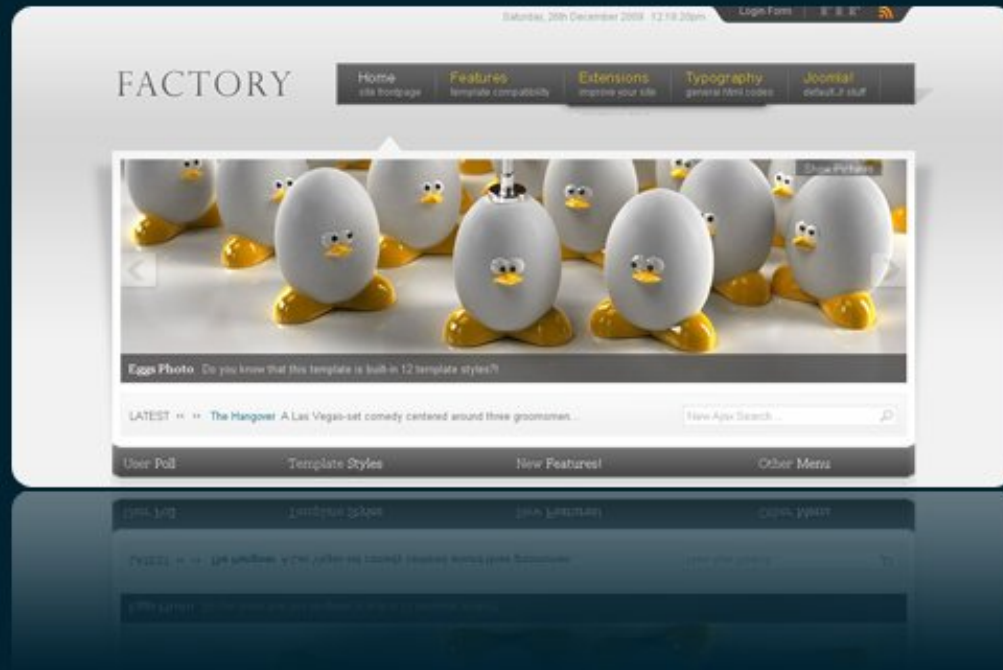 Saturday, 26th December 2009 12:18:20pm
Login Form
FACTORY
Home Features Extensions Typography Joomla!
site frontpage template compatibility improve your site general html codes default J! stuff
Show Pictures
Eggs Photo Do you know that this template is built-in 12 template styles?!
LATEST The Hangover A Las Vegas-set comedy centered around three groomsmen...
New Ajax Search...
User Poll Template Styles New Features! Other Menu